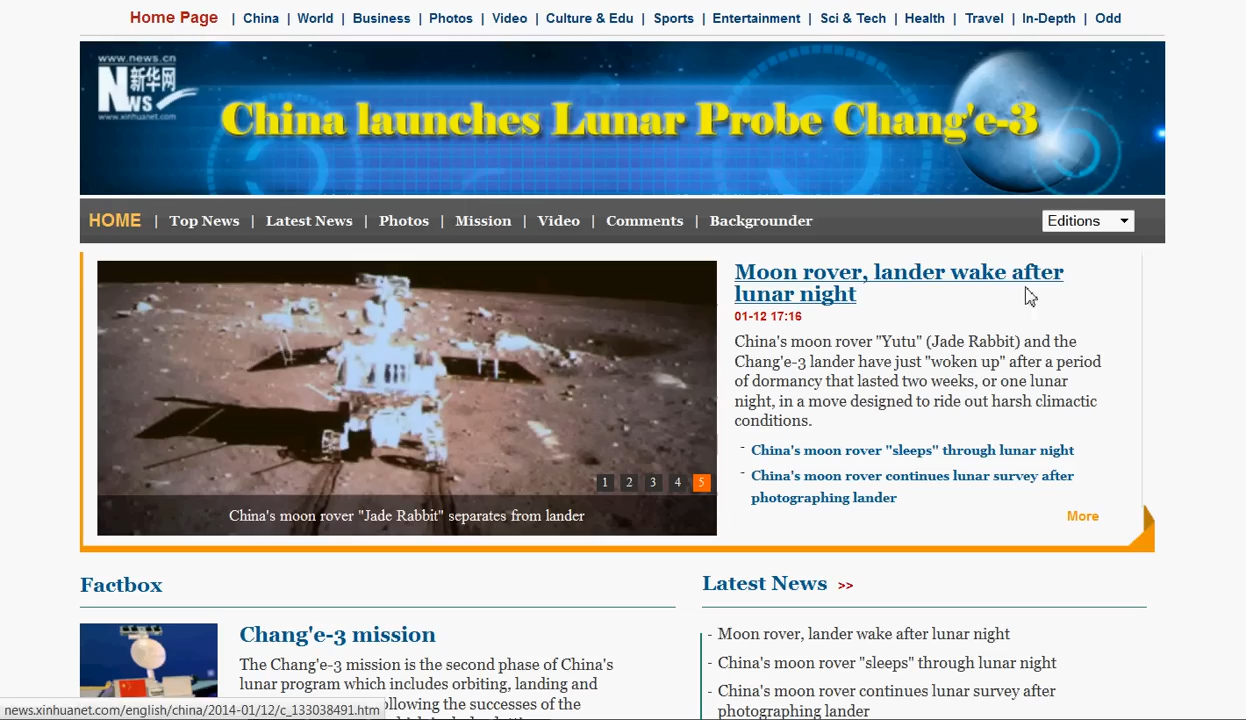 Home Page | China | World | Business | Photos | Video | Culture & Edu | Sports | Entertainment | Sci & Tech | Health | Travel | In-Depth | Odd
www.news.cn
新华网
News
www.xinhuanet.com
China launches Lunar Probe Chang'e-3
HOME | Top News | Latest News | Photos | Mission | Video | Comments | Backgrounder
Editions
Moon rover, lander wake after
lunar night
01-12 17:16
China's moon rover "Yutu" (Jade Rabbit) and the
Chang'e-3 lander have just "woken up" after a period
of dormancy that lasted two weeks, or one lunar
night, in a move designed to ride out harsh climactic
conditions.
- China's moon rover "sleeps" through lunar night
- China's moon rover continues lunar survey after
photographing lander
More
1 2 3 4 5
China's moon rover "Jade Rabbit" separates from lander
Factbox
Chang'e-3 mission
The Chang'e-3 mission is the second phase of China's
lunar program which includes orbiting, landing and
following the successes of the
Latest News >>
- Moon rover, lander wake after lunar night
- China's moon rover "sleeps" through lunar night
- China's moon rover continues lunar survey after
photographing lander
news.xinhuanet.com/english/china/2014-01/12/c_133038491.htm